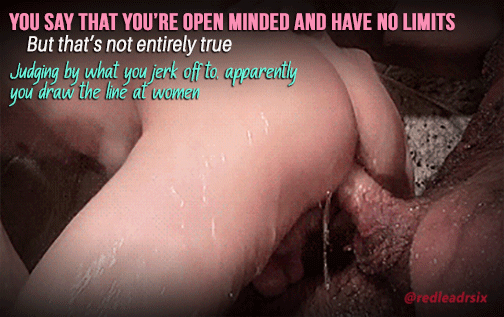 YOU SAY THAT YOU'RE OPEN MINDED AND HAVE NO LIMITS
But that's not entirely true
Judging by what you jerk off to, apparently
you draw the line at women
@redleadrsix